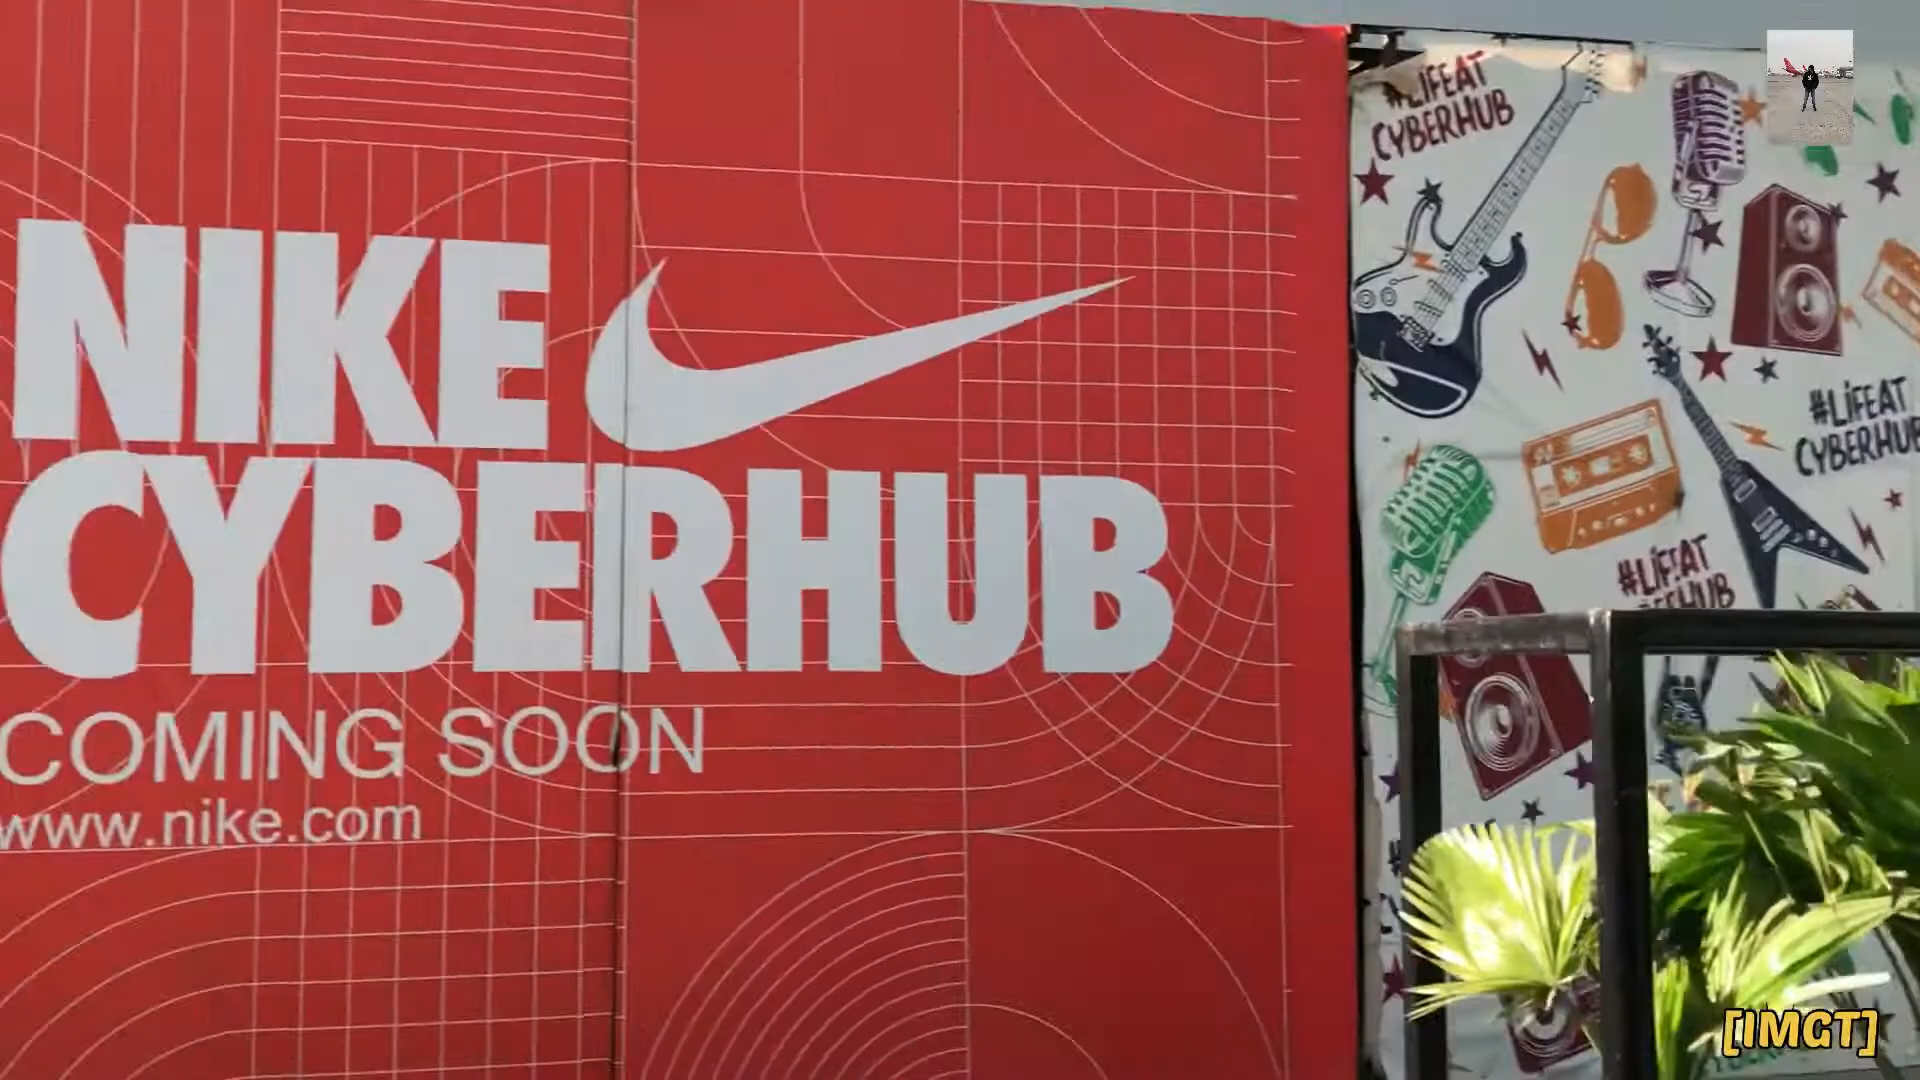 NIKE
CYBERHUB
COMING SOON
www.nike.com
#LIFEAT
CYBERHUB
#LIFEAT
CYBERHUB
#LIFEAT
[IMGT]